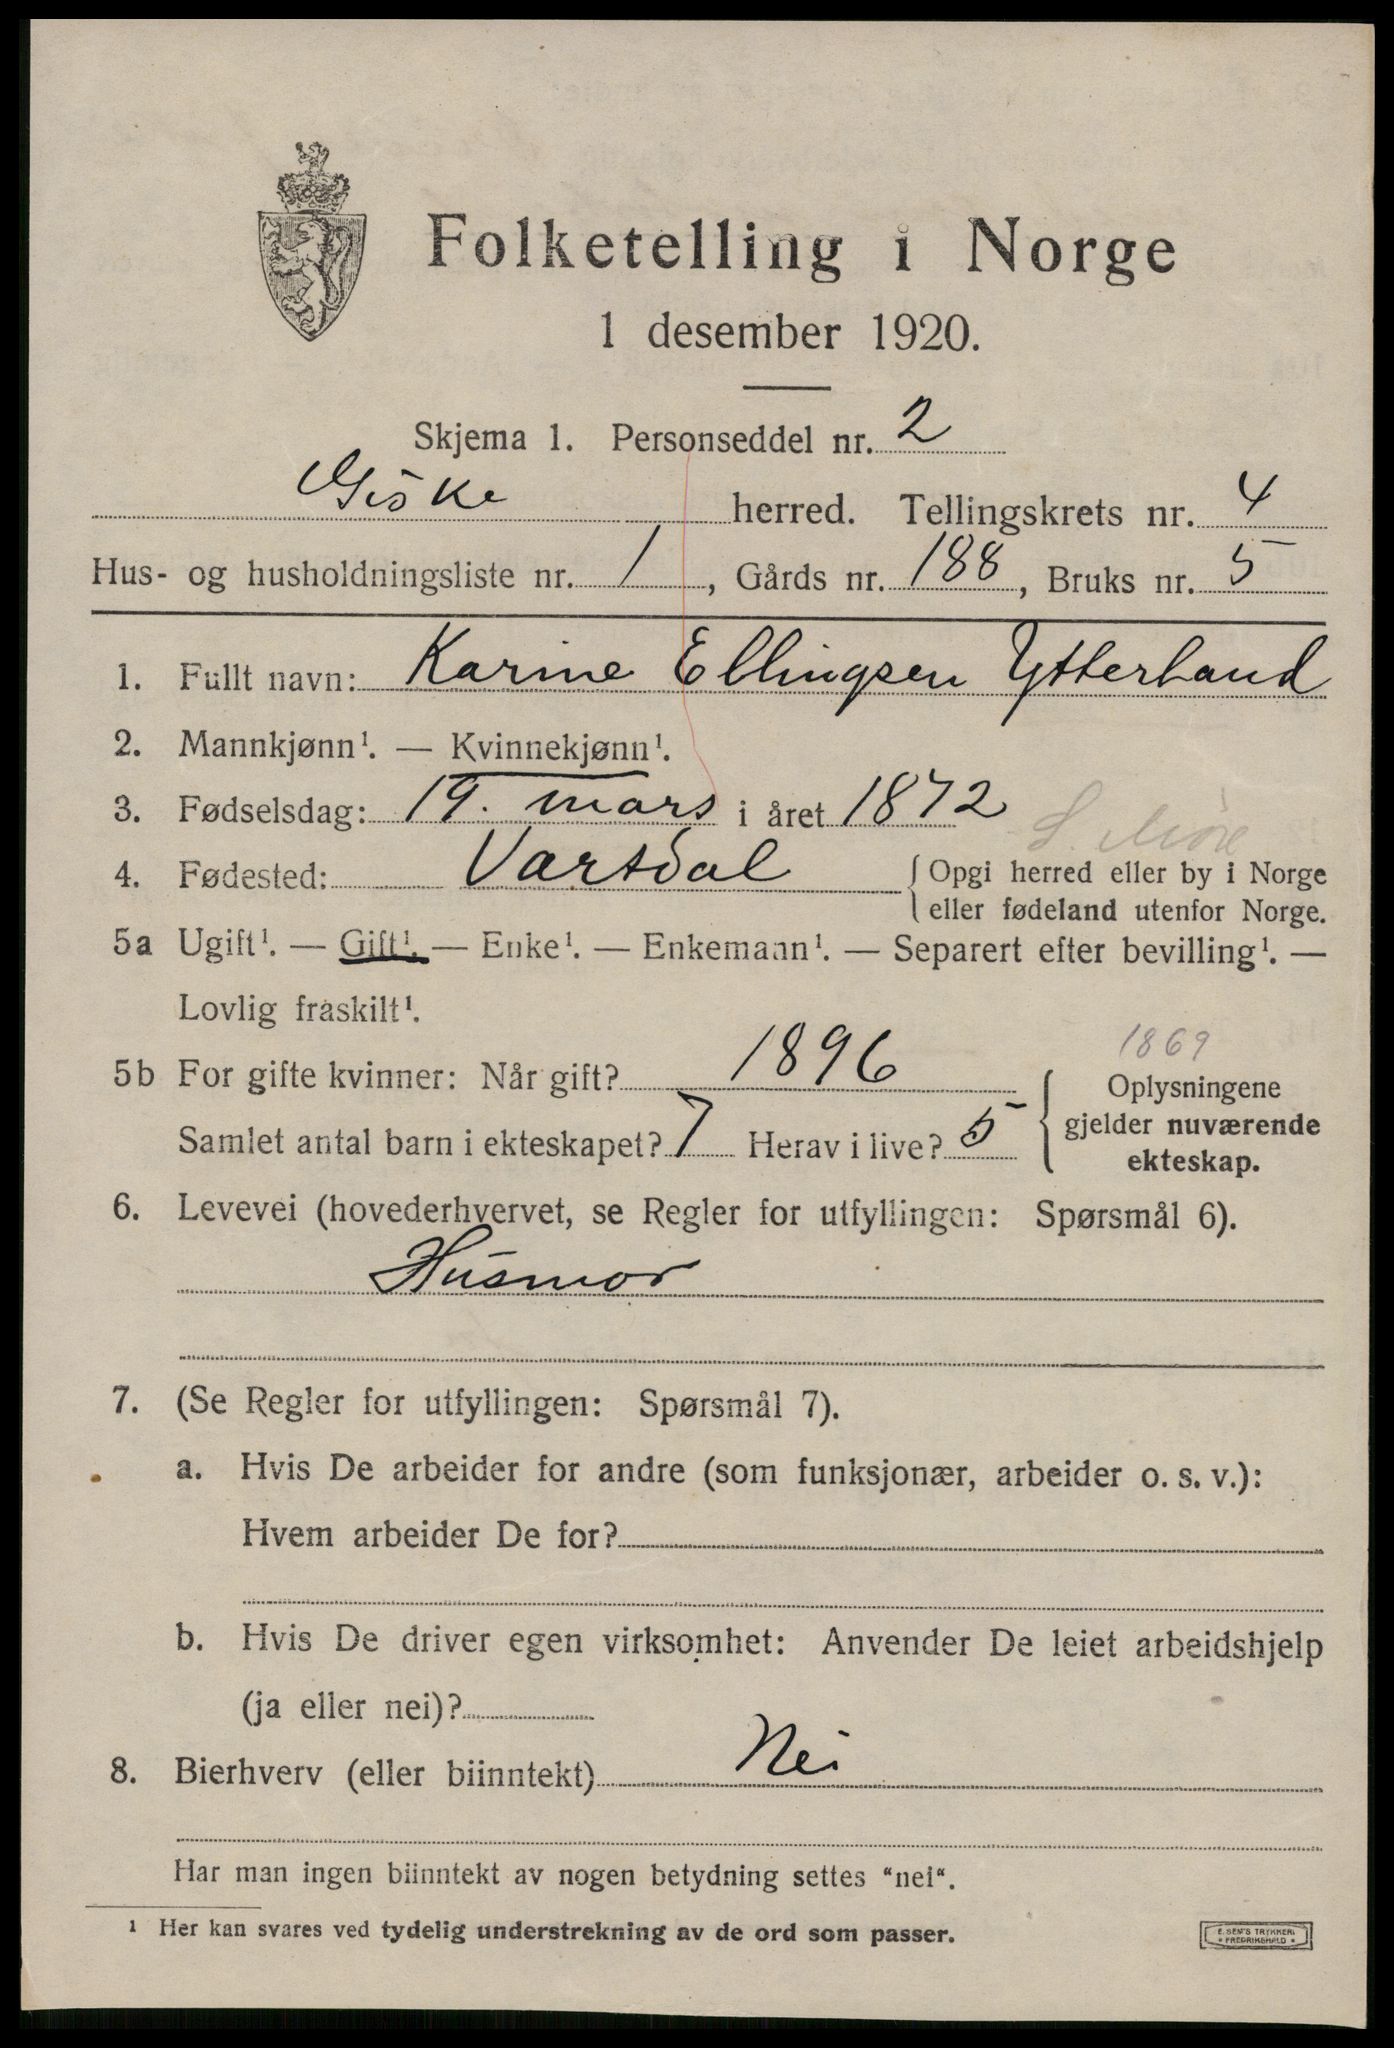 Folketelling i Norge
1 desember 1920.
Skjema 1. Personseddel nr. 2
Giske herred. Tellingskrets nr. 4
Hus- og husholdningsliste nr. 1, Gårds nr. 188, Bruks nr. 5
1. Fullt navn: Karine Ellingsen Ytterland
2. Mannkjønn¹. — Kvinnekjønn¹.
3. Fødselsdag: 19. mars i året 1872
S. Møre
4. Fødested: Vartdal { Opgi herred eller by i Norge
eller fødeland utenfor Norge.
5a Ugift¹. — Gift¹. — Enke¹. — Enkemann¹. — Separert efter bevilling¹. —
Lovlig fraskilt¹.
1869
5b For gifte kvinner: Når gift? 1896 { Oplysningene
gjelder nuværende
ekteskap.
Samlet antal barn i ekteskapet? 7 Herav i live? 5
6. Levevei (hovederhvervet, se Regler for utfyllingen: Spørsmål 6).
Husmor
7. (Se Regler for utfyllingen: Spørsmål 7).
a. Hvis De arbeider for andre (som funksjonær, arbeider o. s. v.):
Hvem arbeider De for?
b. Hvis De driver egen virksomhet: Anvender De leiet arbeidshjelp
(ja eller nei)?
8. Bierhverv (eller biinntekt) Nei
Har man ingen biinntekt av nogen betydning settes "nei".
¹ Her kan svares ved tydelig understrekning av de ord som passer.
E. SEM'S TRYKKERI
FREDRIKSHALD